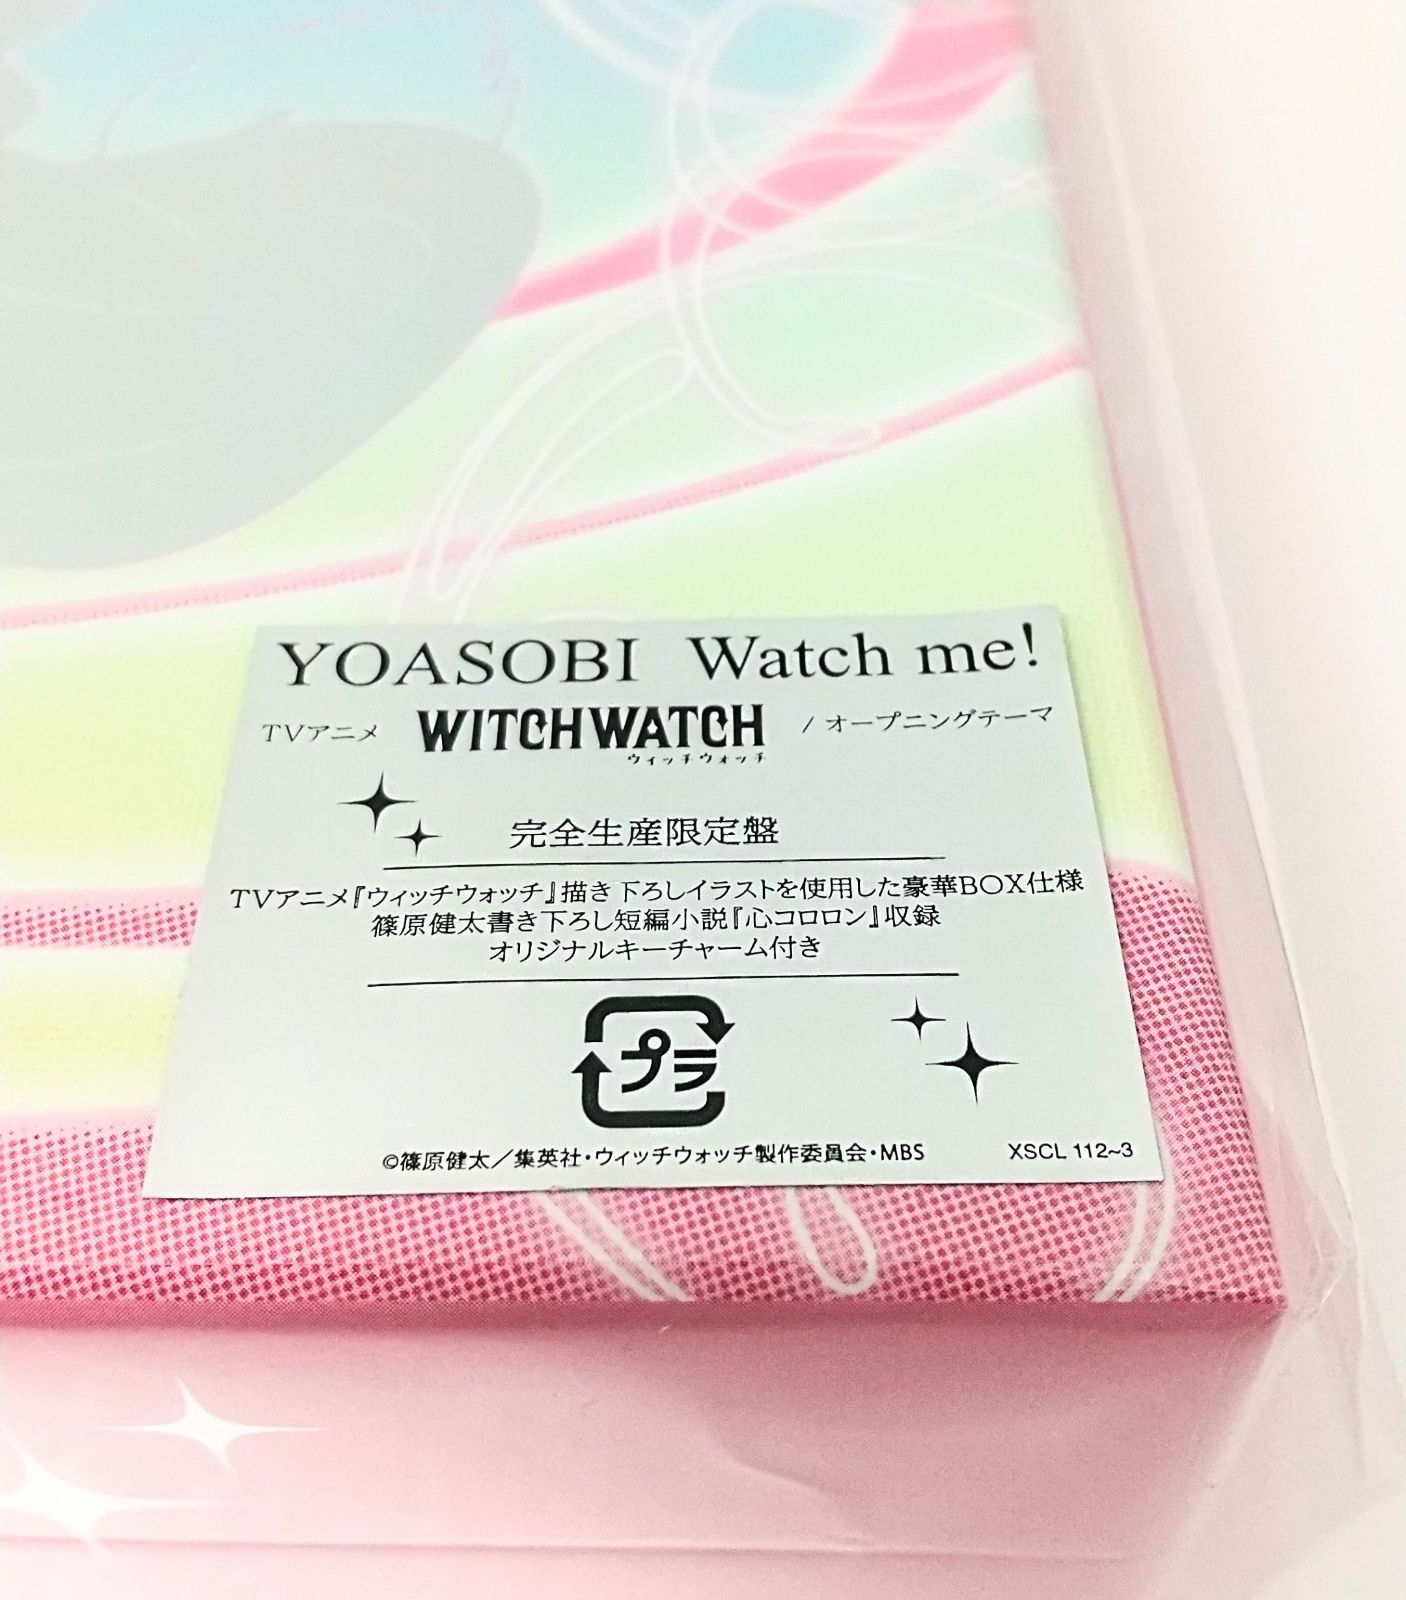 YOASOBI Watch me!
TVアニメ WITCH WATCH / オープニングテーマ
ウィッチウォッチ
完全生産限定盤
TVアニメ『ウィッチウォッチ』描き下ろしイラストを使用した豪華BOX仕様
篠原健太書き下ろし短編小説『心コロロン』収録
オリジナルキーチャーム付き
プラ
©篠原健太／集英社・ウィッチウォッチ製作委員会・MBS XSCL 112~3